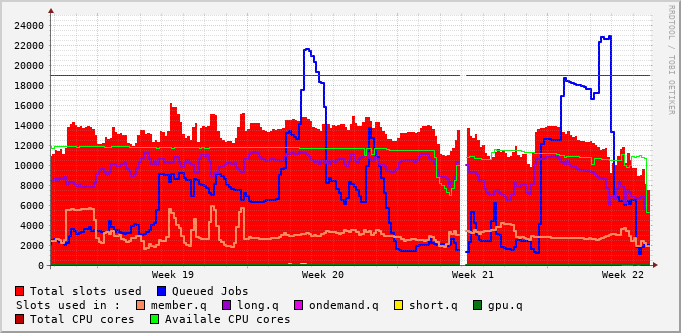 RRDTOOL / TOBI OETIKER
24000
22000
20000
18000
16000
14000
12000
10000
8000
6000
4000
2000
0
Week 19 Week 20 Week 21 Week 22
Total slots used Queued Jobs
Slots used in : member.q long.q ondemand.q short.q gpu.q
Total CPU cores Availale CPU cores